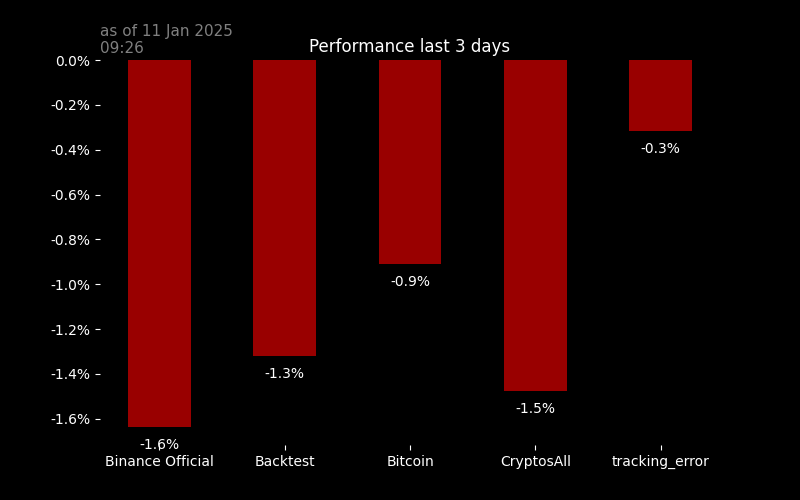 as of 11 Jan 2025
09:26
Performance last 3 days
0.0%
-0.2%
-0.4%
-0.6%
-0.8%
-1.0%
-1.2%
-1.4%
-1.6%
-1.6%
-1.3%
-0.9%
-1.5%
-0.3%
Binance Official
Backtest
Bitcoin
CryptosAll
tracking_error